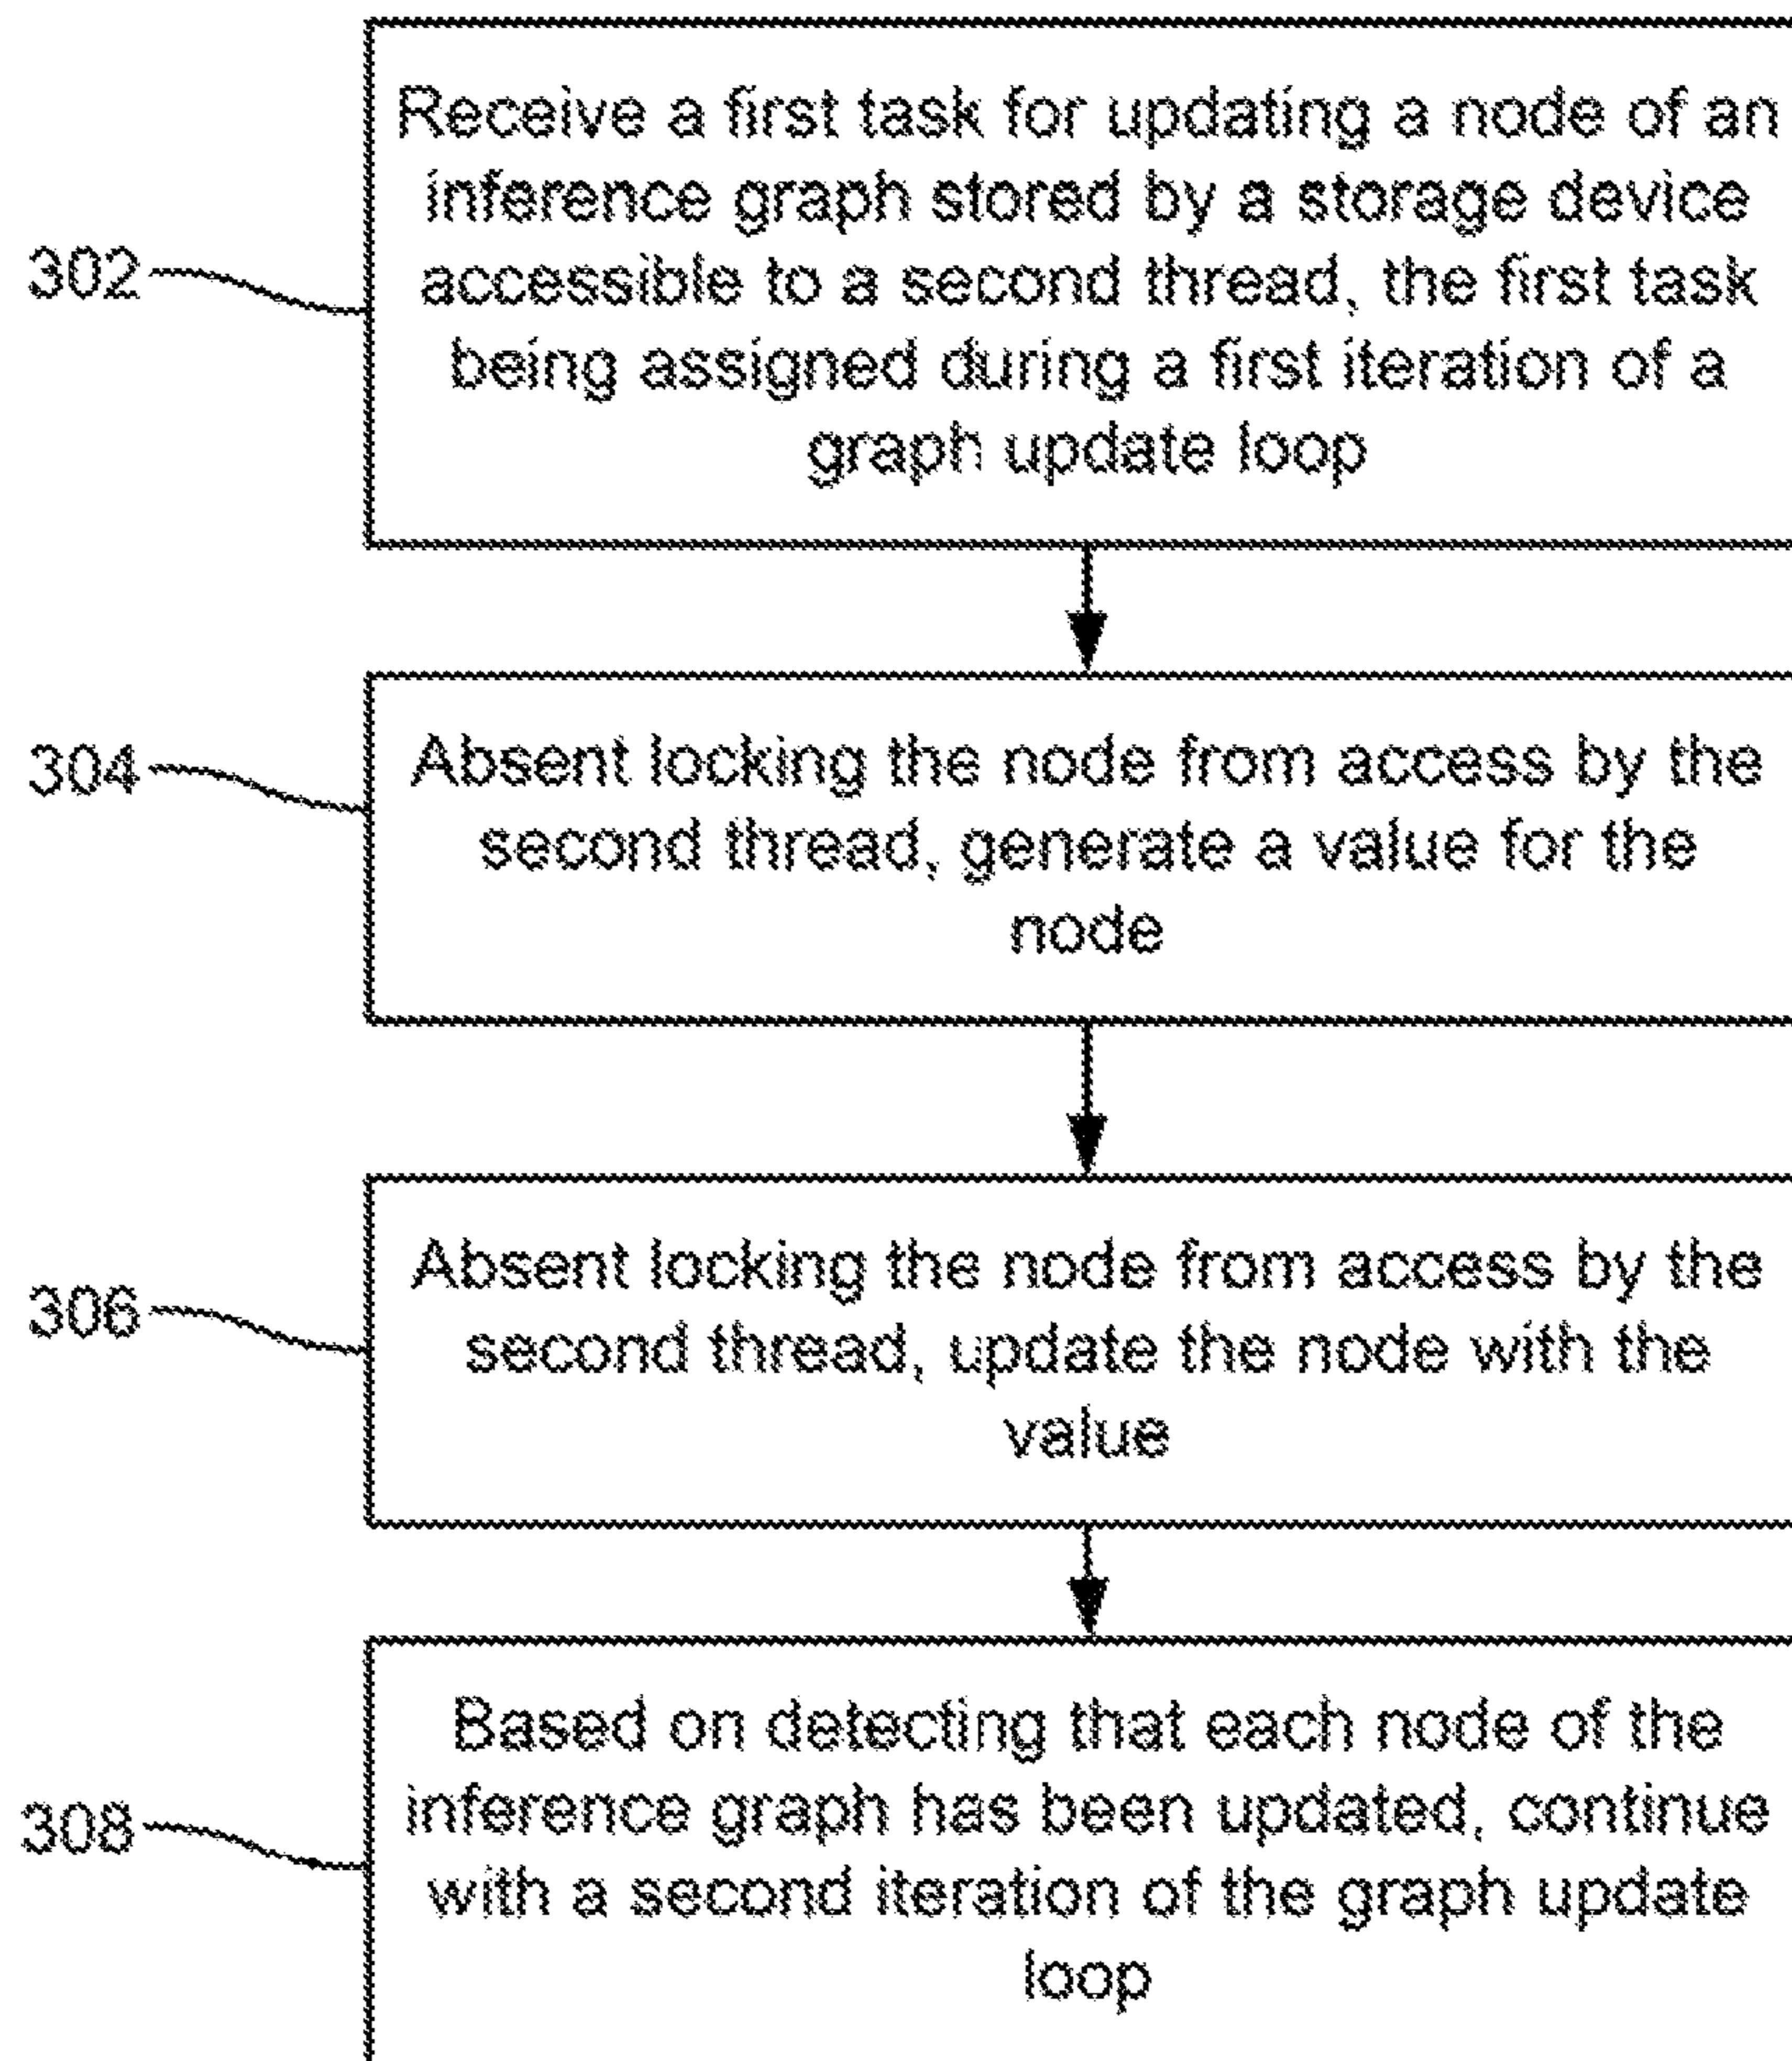 Receive a first task for updating a node of an
inference graph stored by a storage device
302
accessible to a second thread, the first task
being assigned during a first iteration of a
graph update loop
304
Absent locking the node from access by the
second thread, generate a value for the
node
Absent locking the node from access by the
306
second thread, update the node with the
value
Based on detecting that each node of the
inference graph has been updated, continue
308
with a second iteration of the graph update
loop